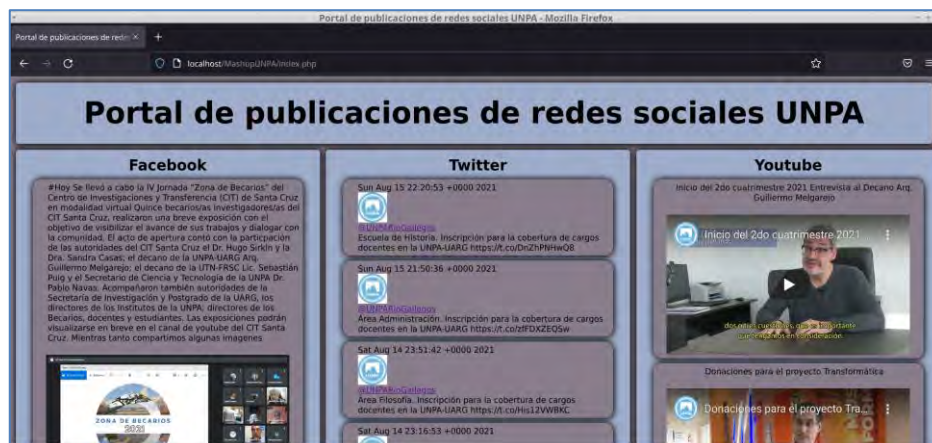 Portal de publicaciones de redes sociales UNPA - Mozilla Firefox
Portal de publicaciones de redes
localhost/MashupUNPA/index.php
Portal de publicaciones de redes sociales UNPA
Facebook
#Hoy Se llevó a cabo la IV Jornada "Zona de Becarios" del
Centro de Investigaciones y Transferencia (CIT) de Santa Cruz
en modalidad virtual Quince becarios/as investigadores/as del
CIT Santa Cruz, realizaron una breve exposición con el
objetivo de visibilizar el avance de sus trabajos y dialogar con
la comunidad. El acto de apertura contó con la participación
de las autoridades del CIT Santa Cruz el Dr. Hugo Sirkin y la
Dra. Sandra Casas; el decano de la UNPA-UARG Arq.
Guillermo Melgarejo; el decano de la UTN-FRSC Lic. Sebastián
Puig y el Secretario de Ciencia y Tecnología de la UNPA Dr.
Pablo Navas. Acompañaron también autoridades de la
Secretaría de Investigación y Postgrado de la UARG, los
directores de los Institutos de la UNPA; directores de los
Becarios, docentes y estudiantes. Las exposiciones podrán
visualizarse en breve en el canal de youtube del CIT Santa
Cruz. Mientras tanto compartimos algunas imagenes
ZONA DE BECARIOS
2021
Twitter
Sun Aug 15 22:20:53 +0000 2021
@UNPARioGallegos
Escuela de Historia. Inscripción para la cobertura de cargos
docentes en la UNPA-UARG https://t.co/DnZhPNHwQ8
Sun Aug 15 21:50:36 +0000 2021
@UNPARioGallegos
Area Administración. Inscripción para la cobertura de cargos
docentes en la UNPA-UARG https://t.co/zfFDXZEQSw
Sat Aug 14 23:51:42 +0000 2021
@UNPARioGallegos
Area Filosofía. Inscripción para la cobertura de cargos
docentes en la UNPA-UARG https://t.co/His12VWBKC
Sat Aug 14 23:16:53 +0000 2021
Youtube
Inicio del 2do cuatrimestre 2021 Entrevista al Decano Arq.
Guillermo Melgarejo
Inicio del 2do cuatrimestre 2021
dos o tres cuestiones, que es importante
que tengamos en consideración
Donaciones para el proyecto Transformática
Donaciones para el proyecto Tra...